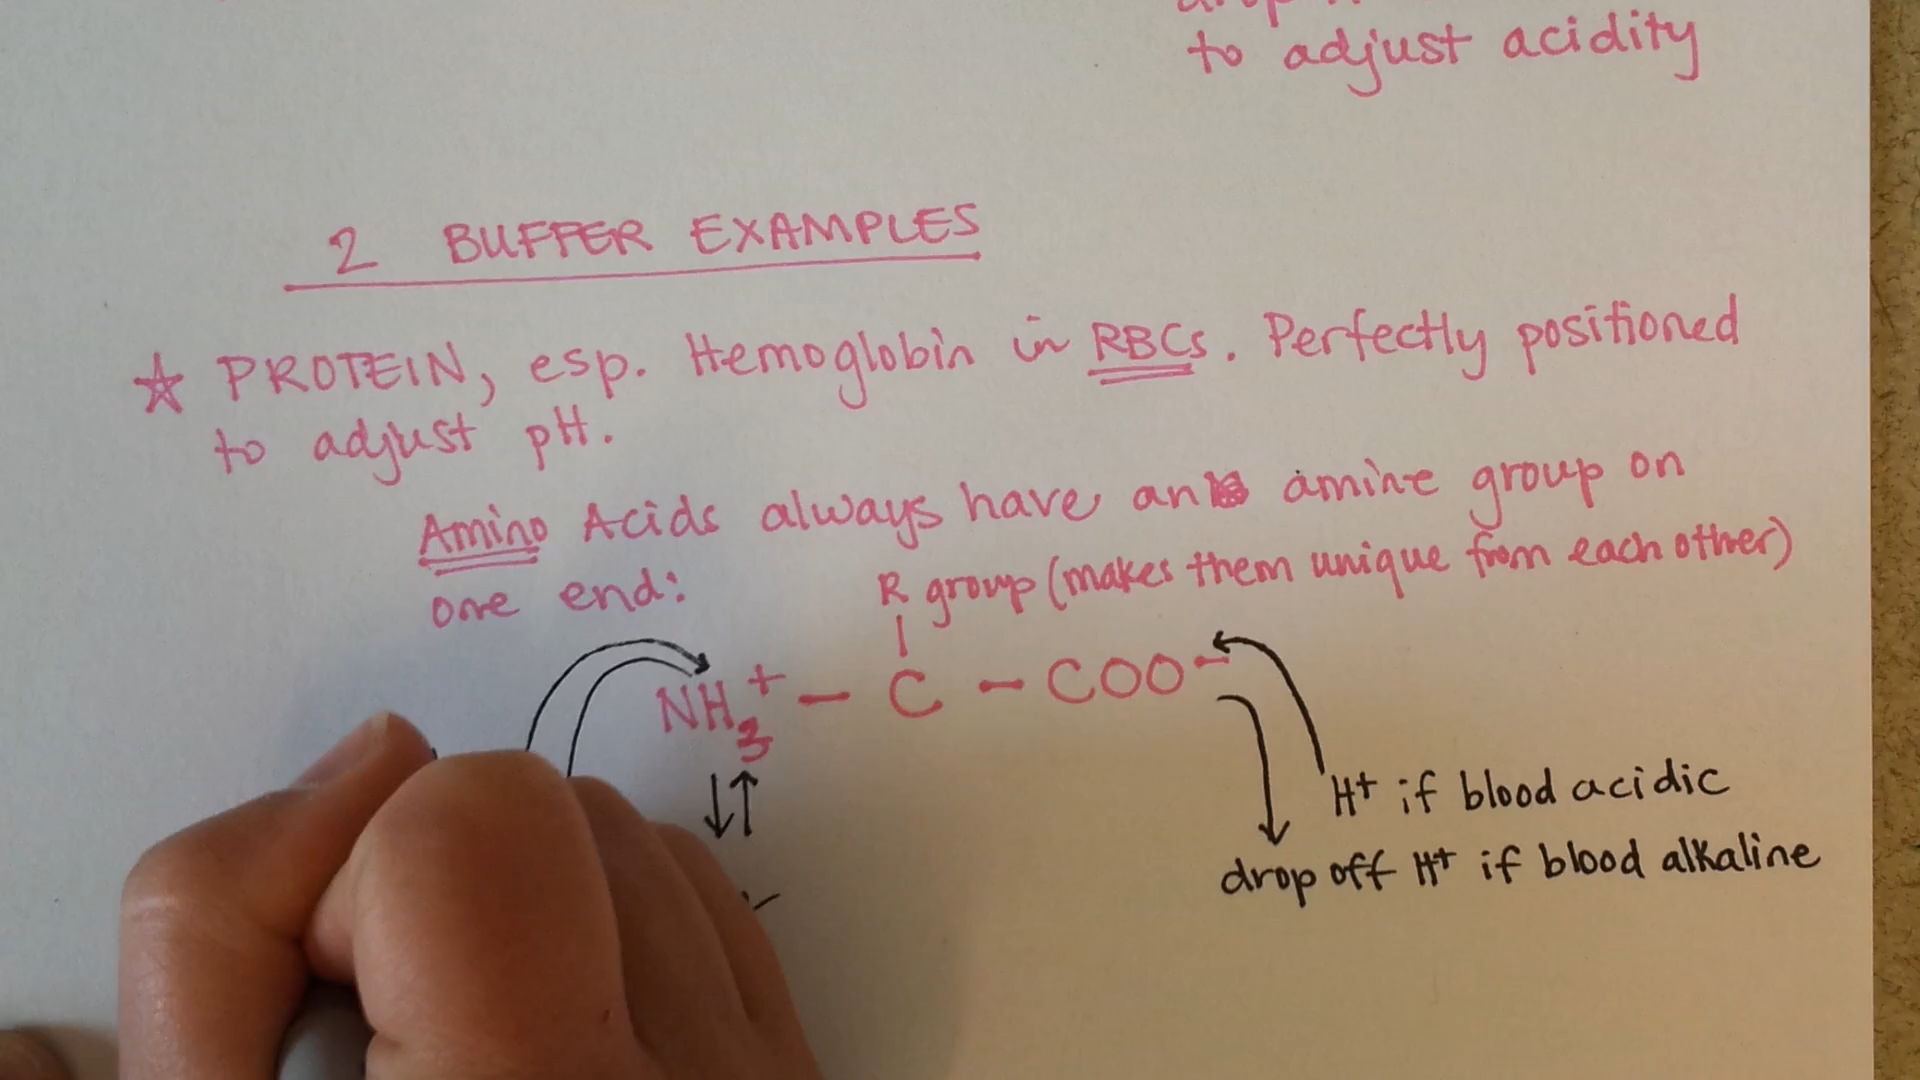 to adjust acidity
2 BUFFER EXAMPLES
☆ PROTEIN, esp. Hemoglobin in RBCs. Perfectly positioned
to adjust pH.
Amino Acids always have an amine group on
one end:
R group (makes them unique from each other)
NH3+ — C — COO-
H+ if blood acidic
drop off H+ if blood alkaline